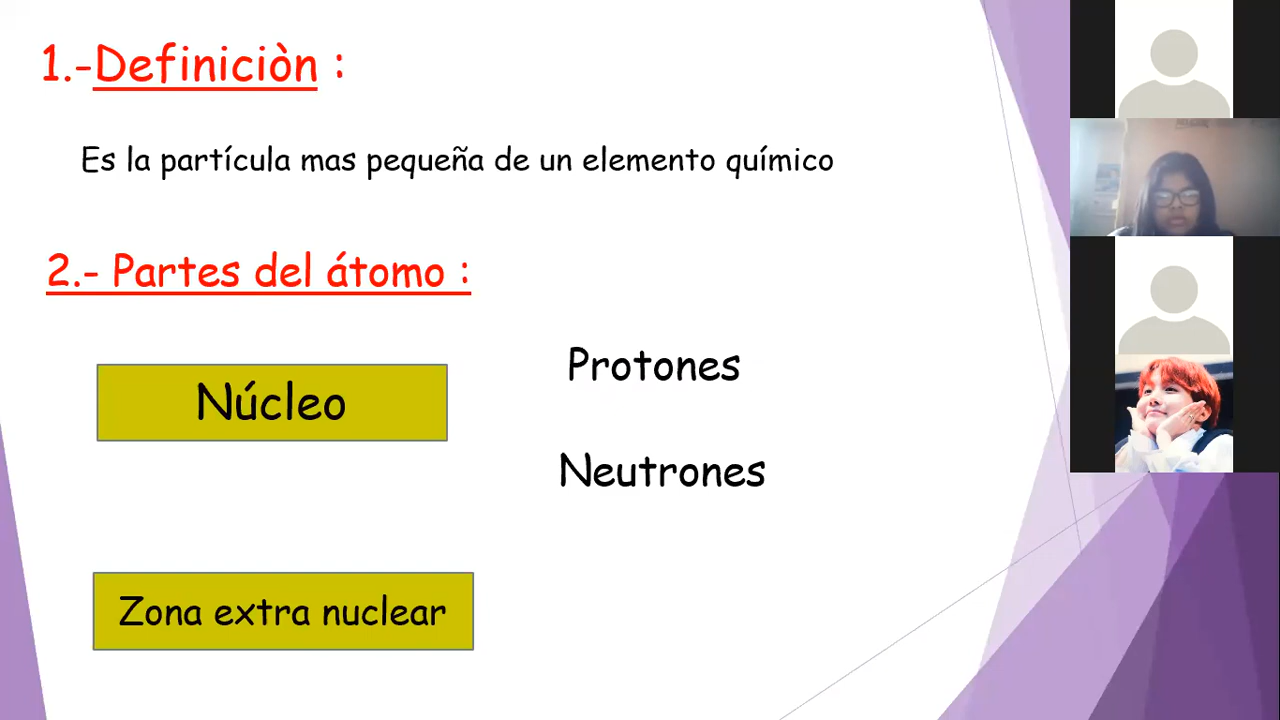 1.-Definiciòn :
Es la partícula mas pequeña de un elemento químico
2.- Partes del átomo :
Núcleo
Protones
Neutrones
Zona extra nuclear